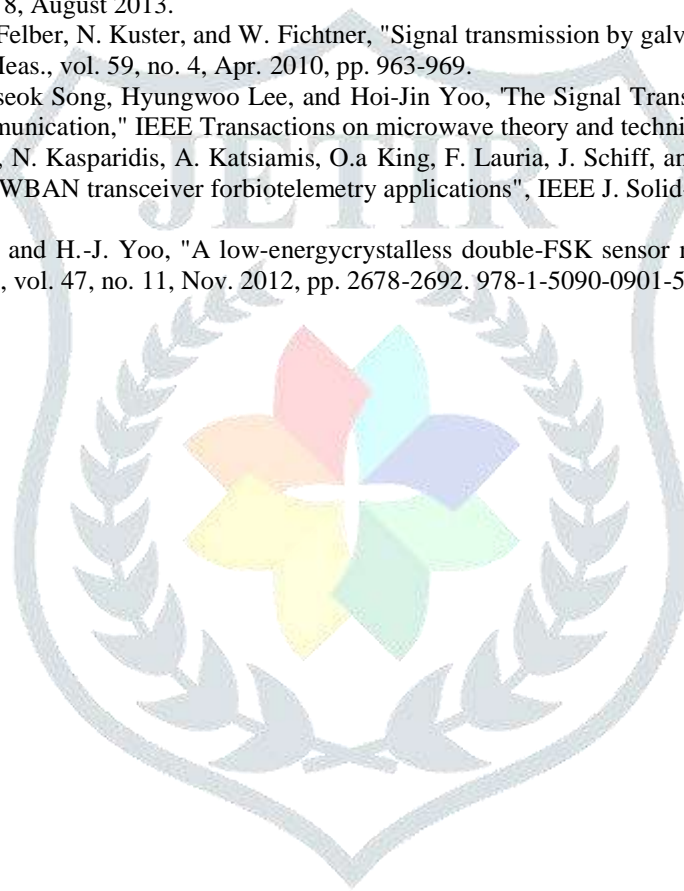 8, August 2013.
Felber, N. Kuster, and W. Fichtner, "Signal transmission by galv
Meas., vol. 59, no. 4, Apr. 2010, pp. 963-969.
seok Song, Hyungwoo Lee, and Hoi-Jin Yoo, 'The Signal Trans
munication," IEEE Transactions on microwave theory and techni
, N. Kasparidis, A. Katsiamis, O.a King, F. Lauria, J. Schiff, an
WBAN transceiver forbiotelemetry applications", IEEE J. Solid-
JETIR
and H.-J. Yoo, "A low-energycrystalless double-FSK sensor n
, vol. 47, no. 11, Nov. 2012, pp. 2678-2692. 978-1-5090-0901-5